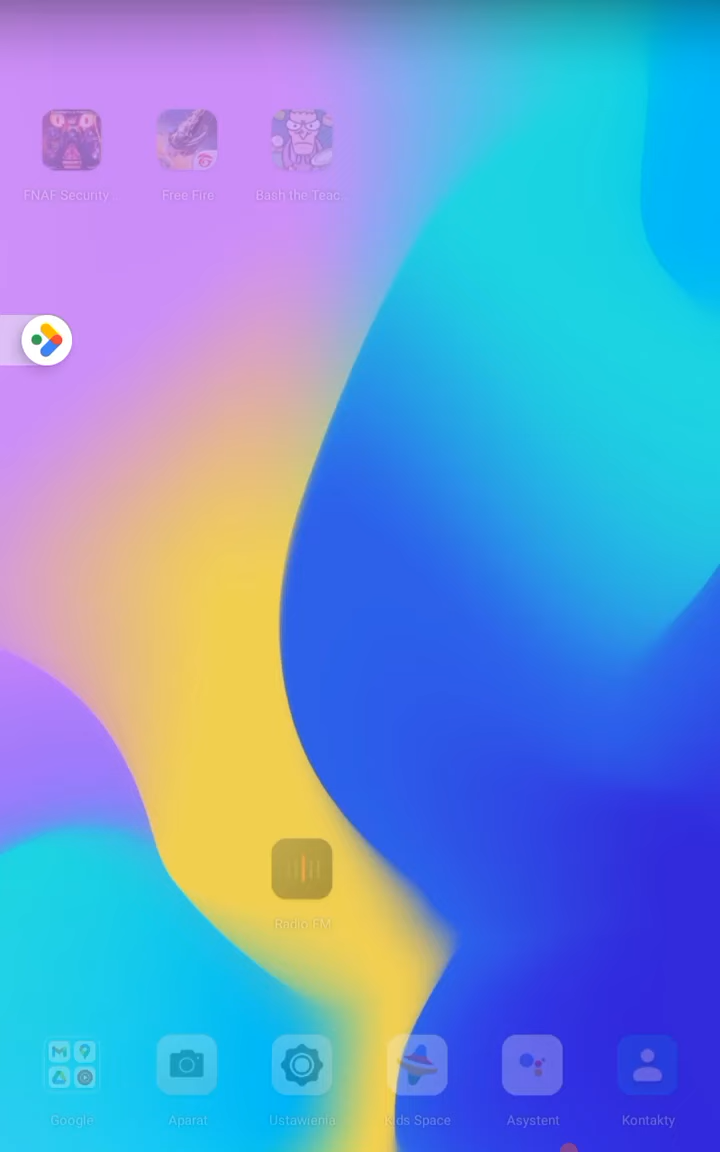 FNAF Security
Free Fire
Bash the Teac
Radio FM
Google
Aparat
Ustawienia
Kids Space
Asystent
Kontakty